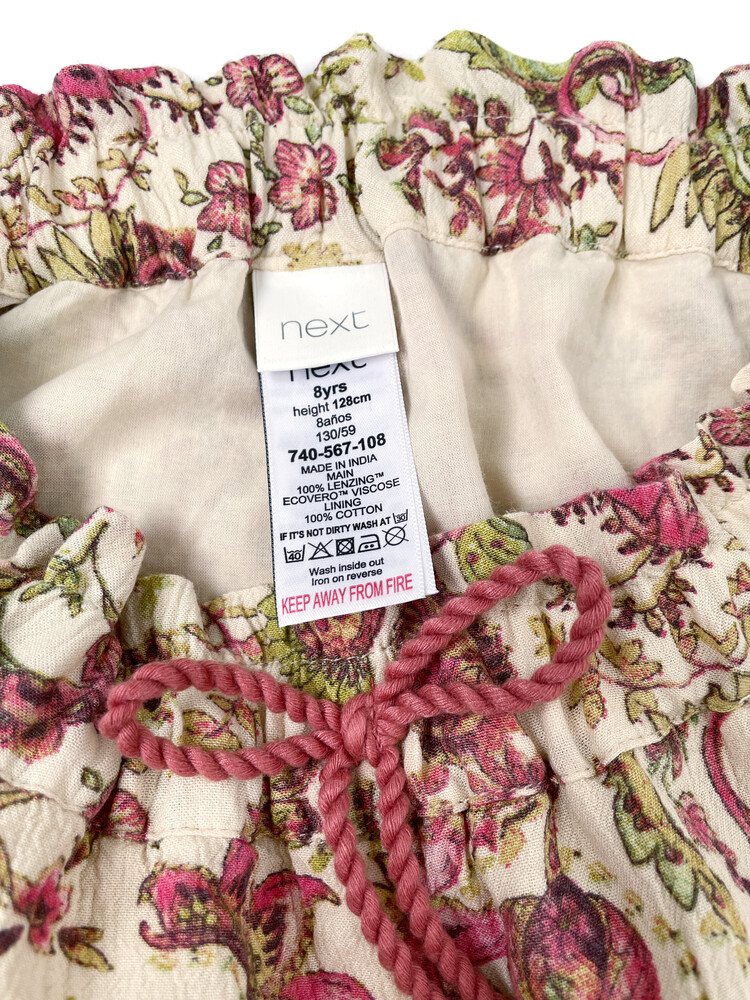 next
next
8yrs
height 128cm
8años
130/59
740-567-108
MADE IN INDIA
MAIN
100% LENZING™
ECOVERO™ VISCOSE
LINING
100% COTTON
IF IT'S NOT DIRTY WASH AT 30
40
Wash inside out
Iron on reverse
KEEP AWAY FROM FIRE